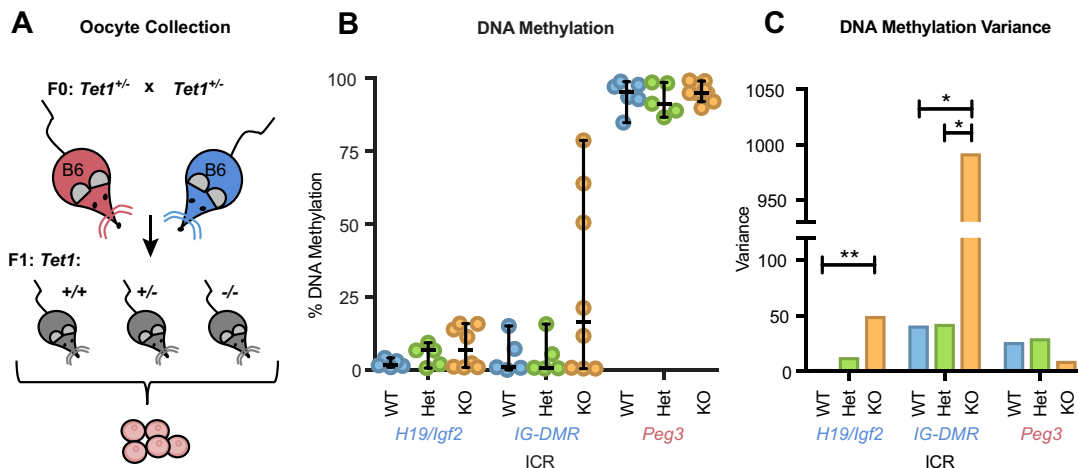 A Oocyte Collection
F0: Tet1+/- x Tet1+/-
B6 B6
F1: Tet1:
+/+ +/- -/-
B DNA Methylation
% DNA Methylation
100
75
50
25
0
WT Het KO WT Het KO WT Het KO
H19/Igf2 IG-DMR Peg3
ICR
C DNA Methylation Variance
Variance
1050
1000
950
100
50
0
* 
*
**
WT Het KO WT Het KO WT Het KO
H19/Igf2 IG-DMR Peg3
ICR